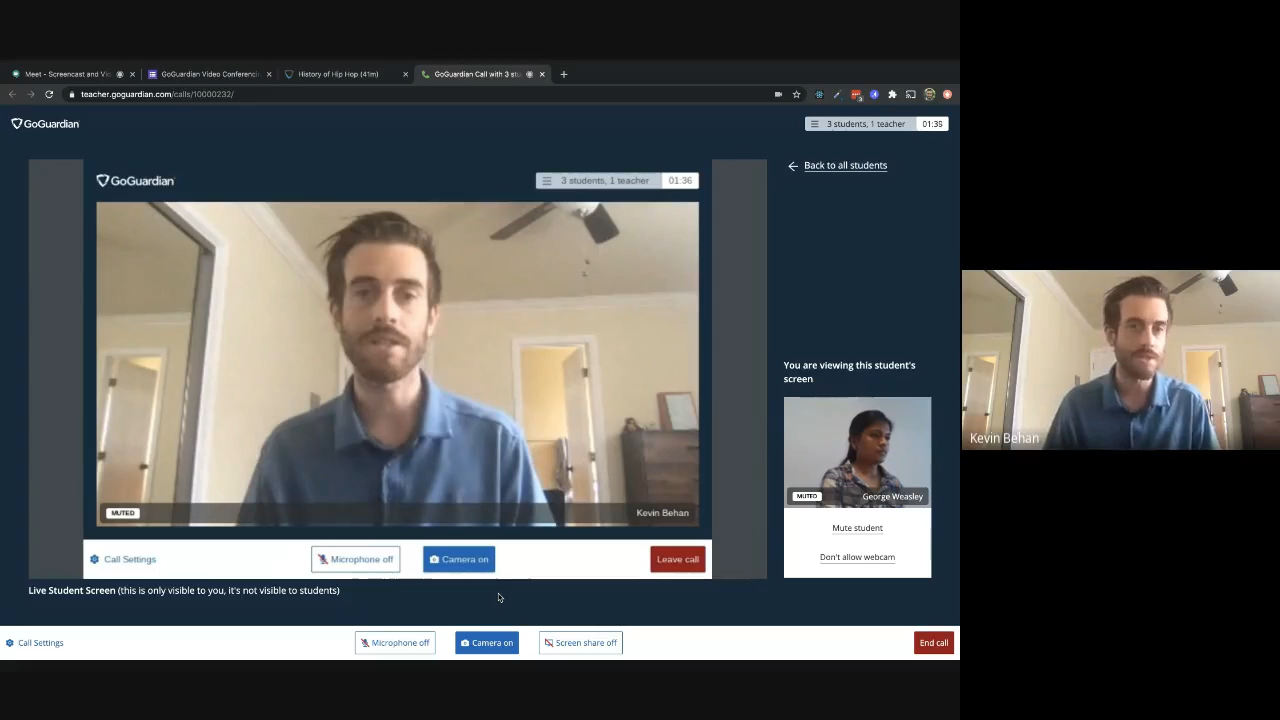 Meet - Screencast and Vi
GoGuardian Video Conferenci
History of Hip Hop (41m)
GoGuardian Call with 3 stu
teacher.goguardian.com/calls/10000232/
GoGuardian
3 students, 1 teacher 01:39
Back to all students
GoGuardian
3 students, 1 teacher 01:36
You are viewing this student's
screen
MUTED George Weasley
Mute student
Don't allow webcam
MUTED Kevin Behan
Call Settings Microphone off Camera on Leave call
Live Student Screen (this is only visible to you, it's not visible to students)
Call Settings Microphone off Camera on Screen share off End call
Kevin Behan